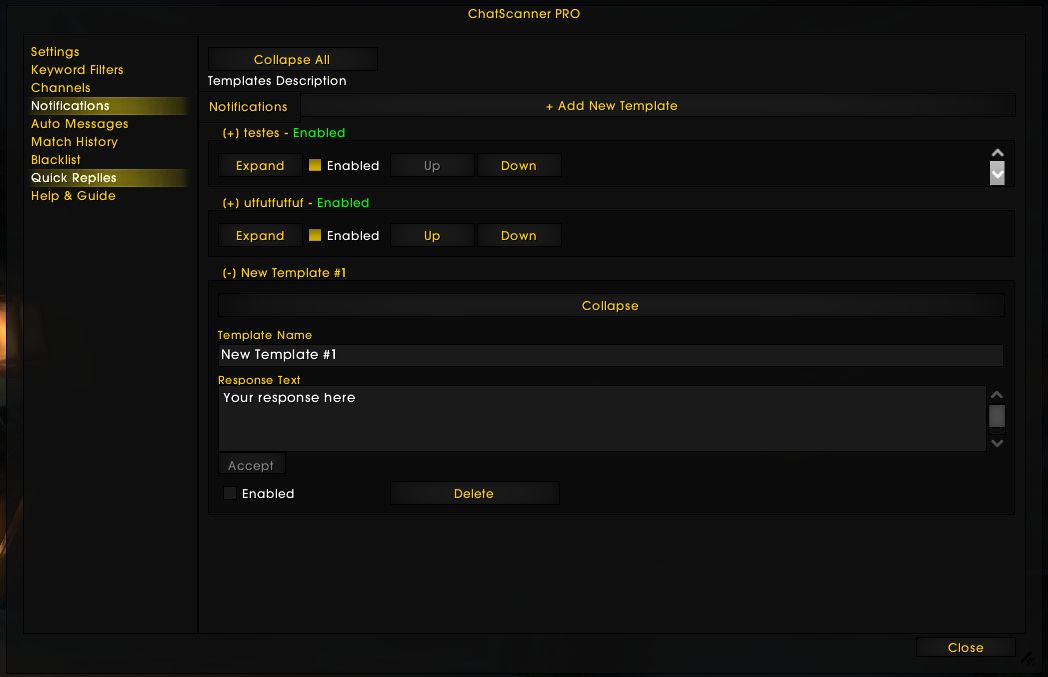 ChatScanner PRO
Settings
Keyword Filters
Channels
Notifications
Auto Messages
Match History
Blacklist
Quick Replies
Help & Guide
Collapse All
Templates Description
Notifications
+ Add New Template
(+) testes - Enabled
Expand Enabled Up Down
(+) utfutfutfuf - Enabled
Expand Enabled Up Down
(-) New Template #1
Collapse
Template Name
New Template #1
Response Text
Your response here
Accept
Enabled Delete
Close